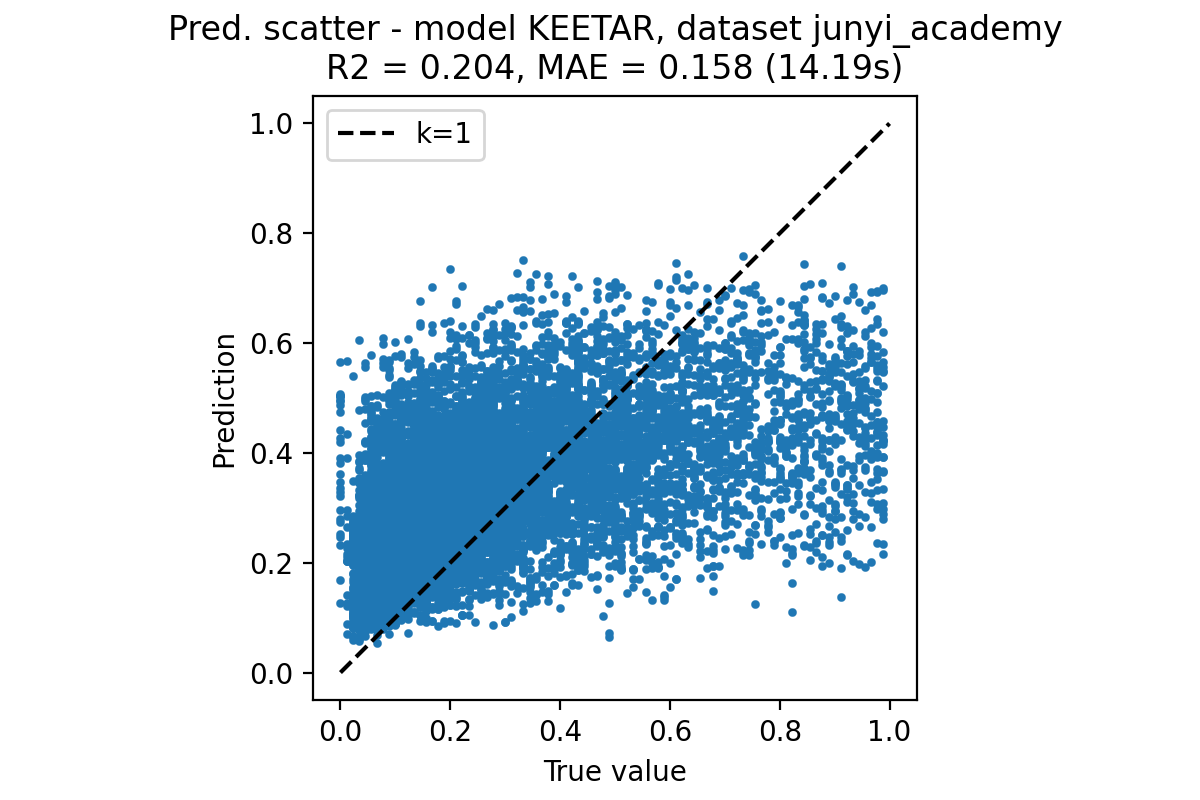 Pred. scatter - model KEETAR, dataset junyi_academy
R2 = 0.204, MAE = 0.158 (14.19s)
k=1
1.0
0.8
0.6
0.4
0.2
0.0
Prediction
0.0 0.2 0.4 0.6 0.8 1.0
True value